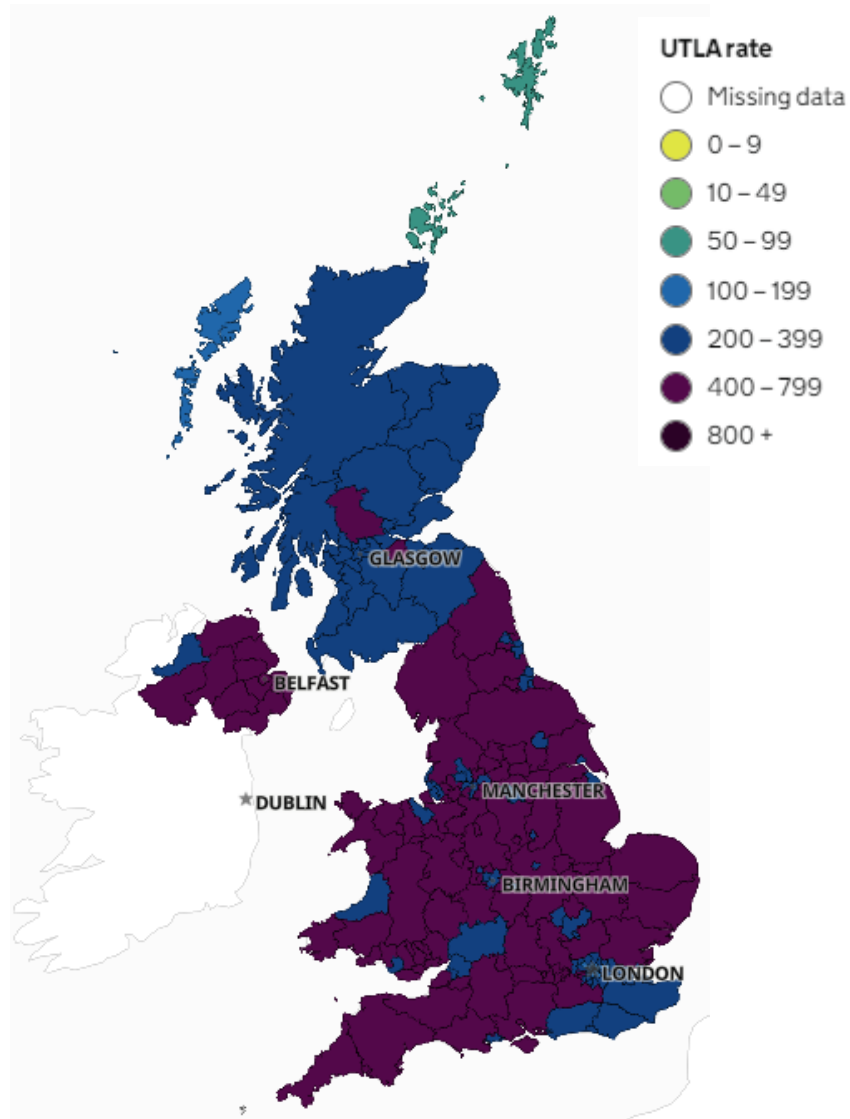 UTLA rate
Missing data
0 – 9
10 – 49
50 – 99
100 – 199
200 – 399
400 – 799
800 +
GLASGOW
BELFAST
DUBLIN
MANCHESTER
BIRMINGHAM
LONDON